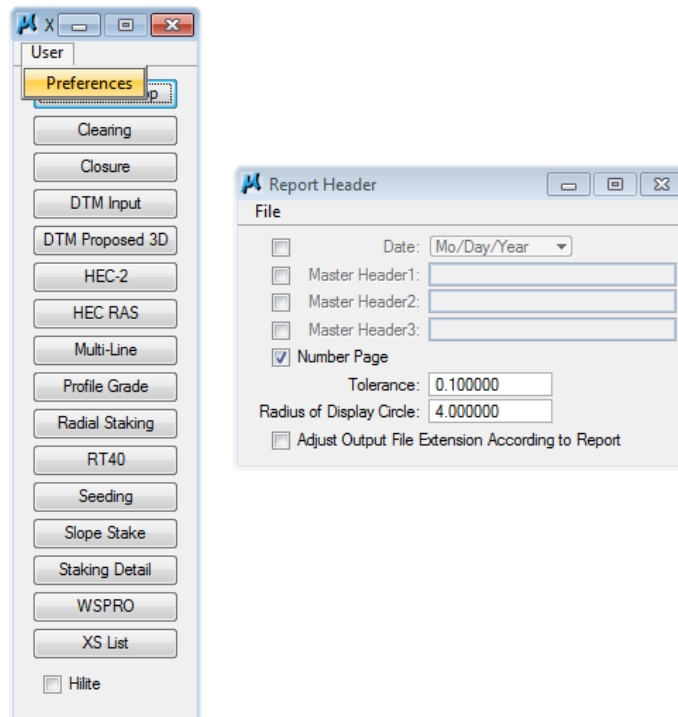 X
User
Preferences
Clearing
Closure
DTM Input
DTM Proposed 3D
HEC-2
HEC RAS
Multi-Line
Profile Grade
Radial Staking
RT40
Seeding
Slope Stake
Staking Detail
WSPRO
XS List
Hilite
Report Header
File
Date: Mo/Day/Year
Master Header1:
Master Header2:
Master Header3:
Number Page
Tolerance: 0.100000
Radius of Display Circle: 4.000000
Adjust Output File Extension According to Report